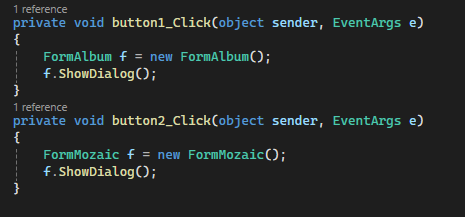 1 reference
private void button1_Click(object sender, EventArgs e)
{
FormAlbum f = new FormAlbum();
f.ShowDialog();
}
1 reference
private void button2_Click(object sender, EventArgs e)
{
FormMozaic f = new FormMozaic();
f.ShowDialog();
}